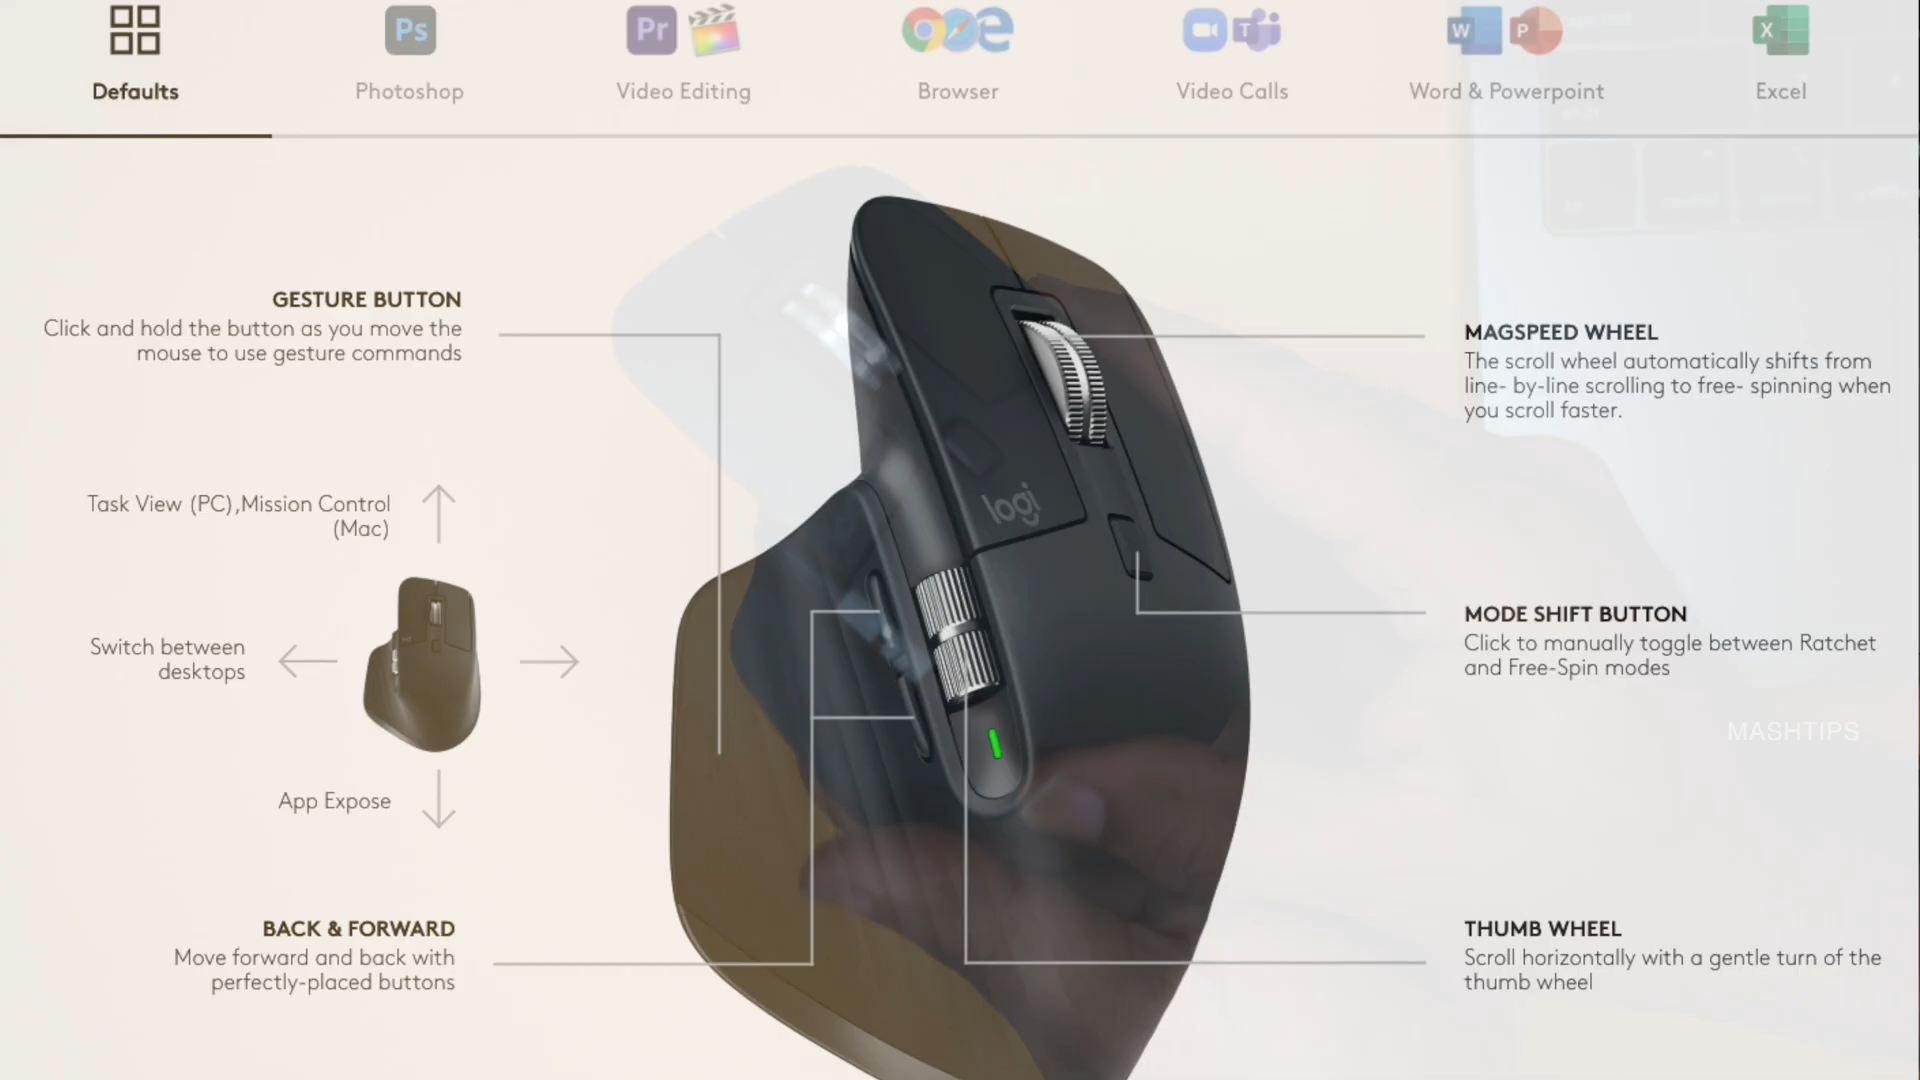 Ps
Pr
T
W
P
X
Defaults
Photoshop
Video Editing
Browser
Video Calls
Word & Powerpoint
Excel
GESTURE BUTTON
Click and hold the button as you move the
mouse to use gesture commands
Task View (PC),Mission Control
(Mac)
Switch between
desktops
App Expose
BACK & FORWARD
Move forward and back with
perfectly-placed buttons
logi
MAGSPEED WHEEL
The scroll wheel automatically shifts from
line- by-line scrolling to free- spinning when
you scroll faster.
MODE SHIFT BUTTON
Click to manually toggle between Ratchet
and Free-Spin modes
MASHTIPS
THUMB WHEEL
Scroll horizontally with a gentle turn of the
thumb wheel